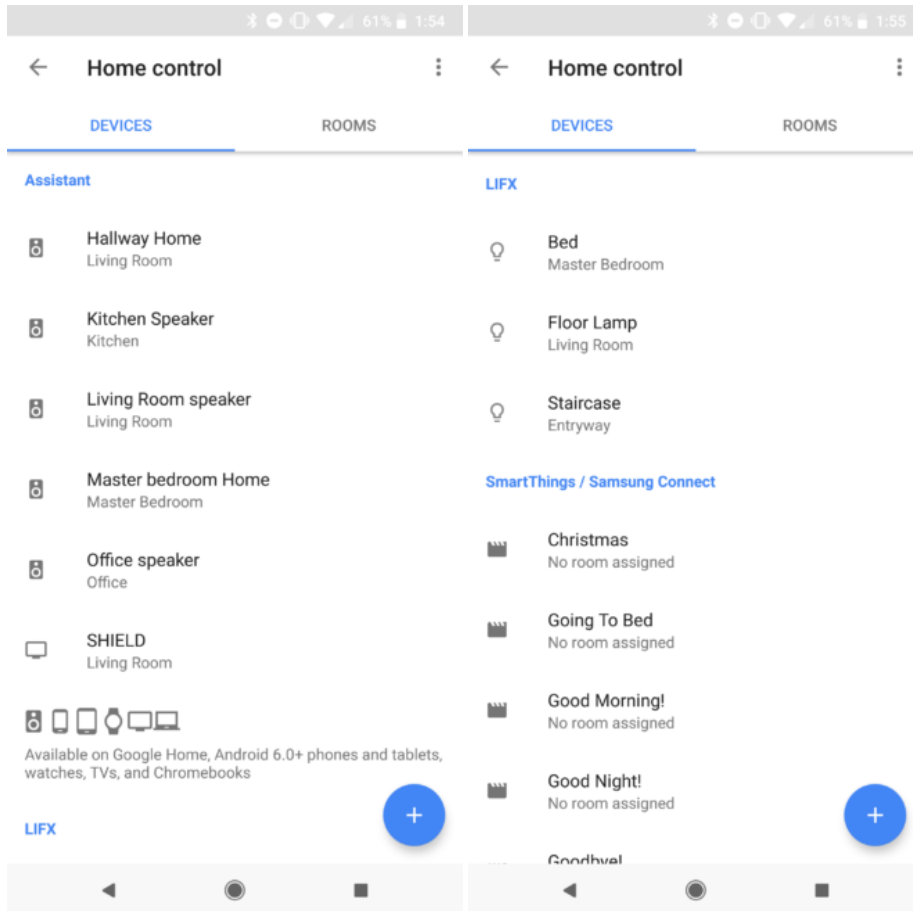 61% 1:54
Home control
DEVICES ROOMS
Assistant
Hallway Home
Living Room
Kitchen Speaker
Kitchen
Living Room speaker
Living Room
Master bedroom Home
Master Bedroom
Office speaker
Office
SHIELD
Living Room
Available on Google Home, Android 6.0+ phones and tablets,
watches, TVs, and Chromebooks
LIFX
61% 1:55
Home control
DEVICES ROOMS
LIFX
Bed
Master Bedroom
Floor Lamp
Living Room
Staircase
Entryway
SmartThings / Samsung Connect
Christmas
No room assigned
Going To Bed
No room assigned
Good Morning!
No room assigned
Good Night!
No room assigned
Goodbye!